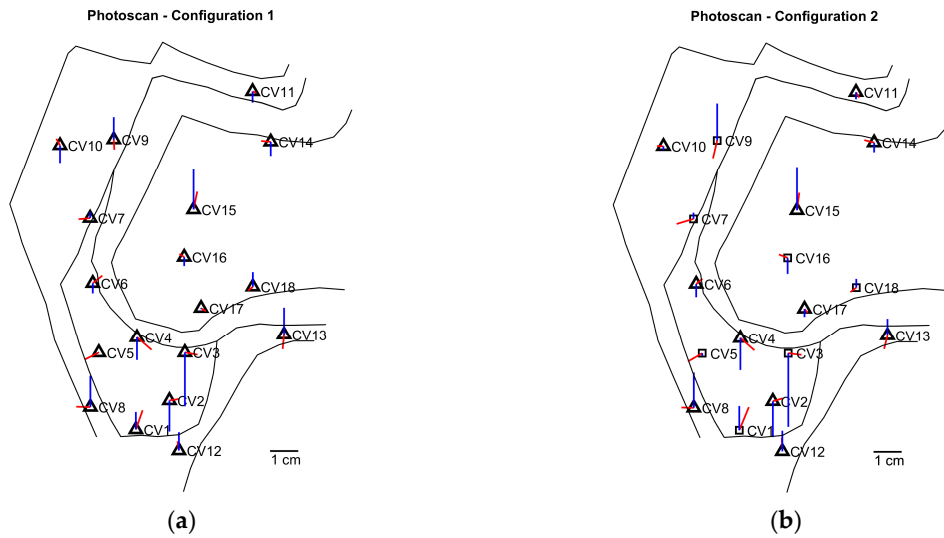 Photoscan - Configuration 1
CV11
CV10
CV9
CV14
CV15
CV7
CV16
CV6
CV18
CV17
CV4
CV13
CV5
CV3
CV8
CV2
CV1
CV12
1 cm
(a)
Photoscan - Configuration 2
CV11
CV10
CV9
CV14
CV15
CV7
CV16
CV6
CV18
CV17
CV4
CV13
CV5
CV3
CV8
CV2
CV1
CV12
1 cm
(b)